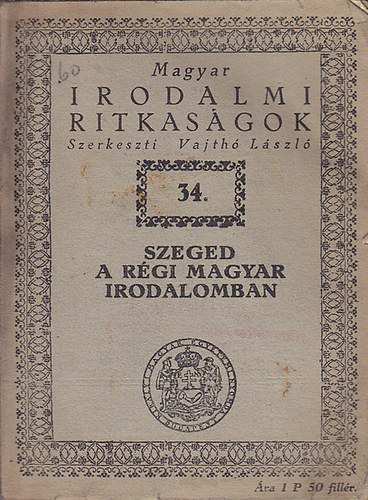 60
Magyar
IRODALMI
RITKASÁGOK
Szerkeszti Vajthó László
34.
SZEGED
A RÉGI MAGYAR
IRODALOMBAN
Ára 1 P 50 fillér.